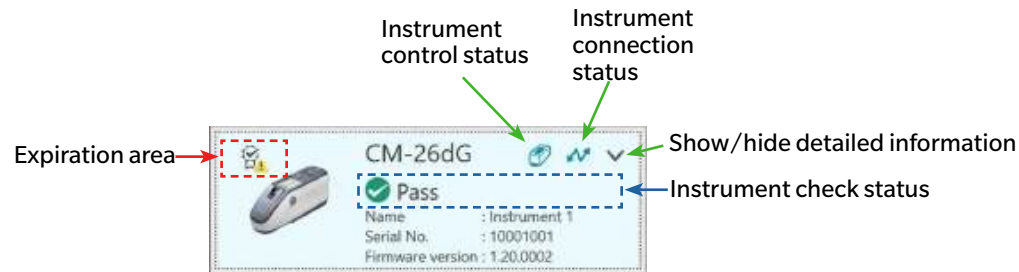 Instrument
control status
Instrument
connection
status
Expiration area
Show/hide detailed information
Instrument check status
CM-26dG
Pass
Name : Instrument 1
Serial No. : 10001001
Firmware version : 1.20.0002